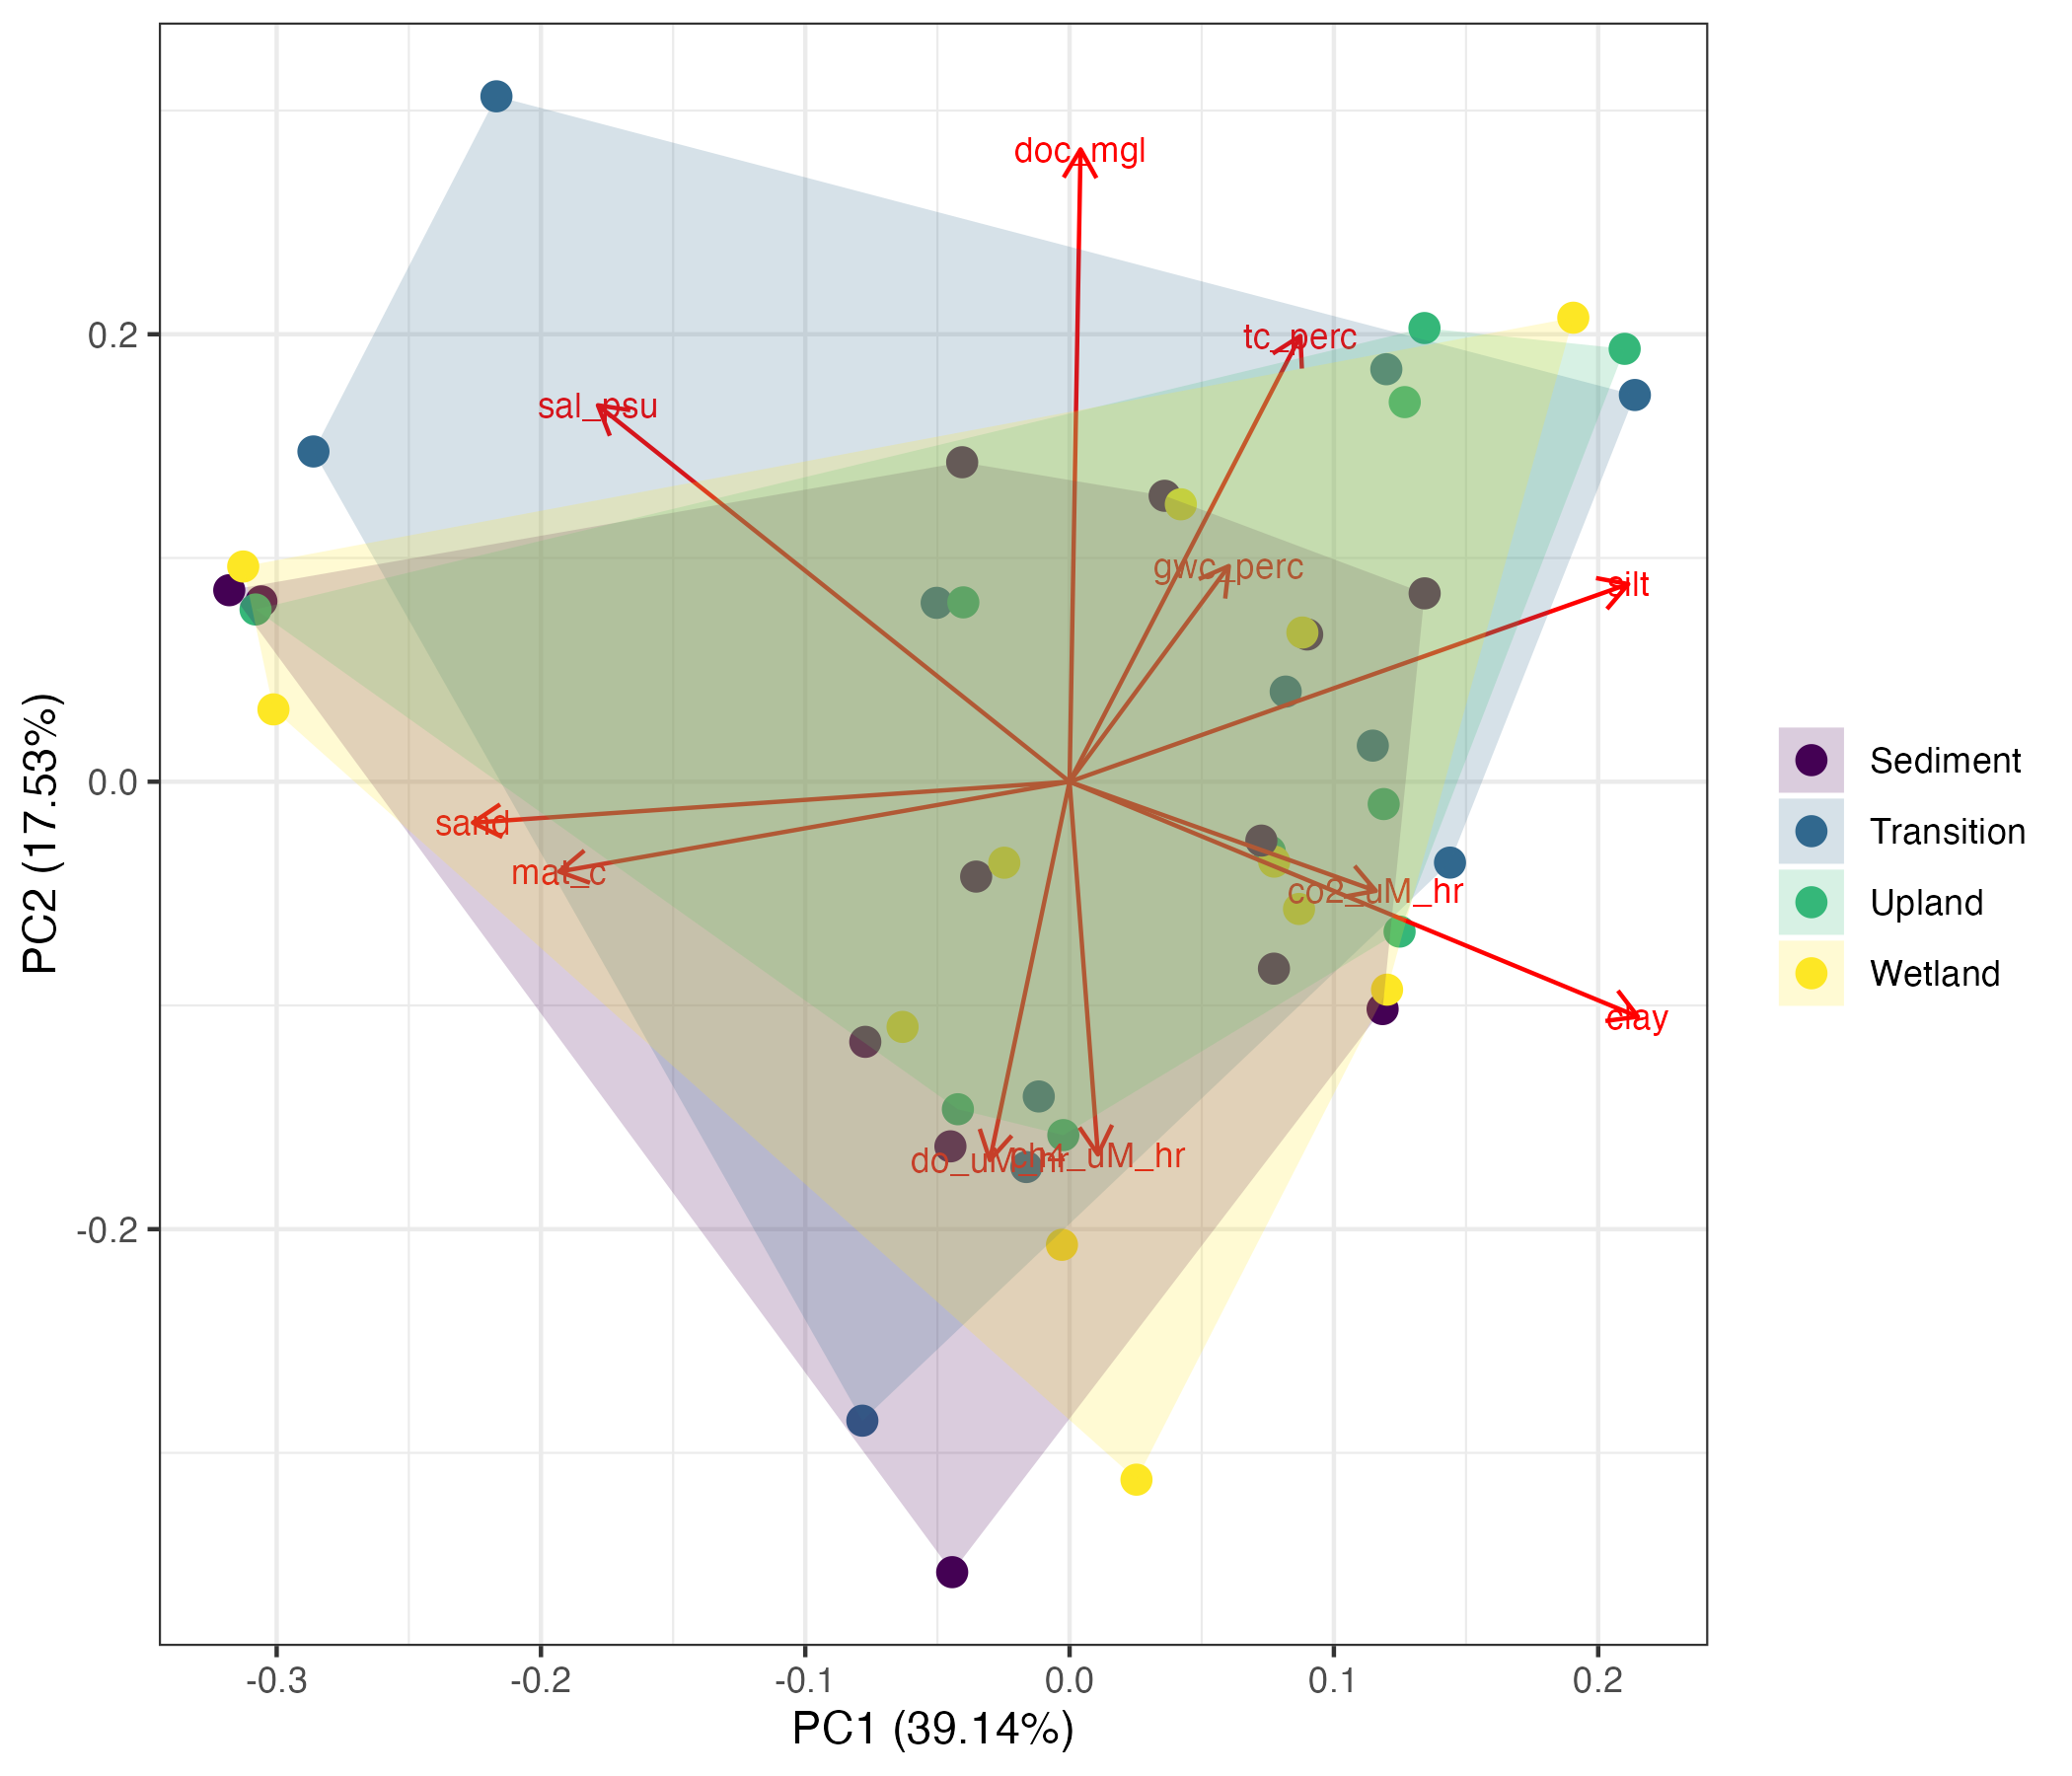 doc_mgl
tc_perc
sal_psu
gwc_perc
silt
sand
mat_c
co2_uM_hr
clay
do_uM_hr
ch4_uM_hr
0.2
0.0
-0.2
-0.3
-0.2
-0.1
0.0
0.1
0.2
PC1 (39.14%)
PC2 (17.53%)
Sediment
Transition
Upland
Wetland